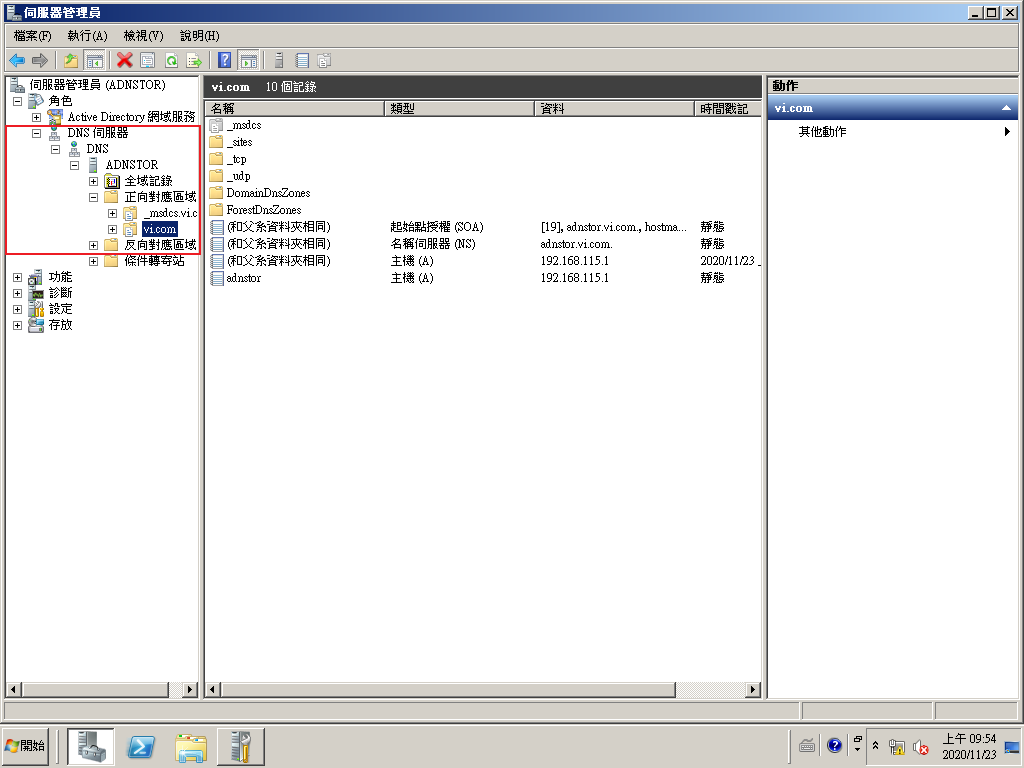 伺服器管理員
檔案(F) 執行(A) 檢視(V) 說明(H)
伺服器管理員 (ADNSTOR)
角色
Active Directory 網域服務
DNS 伺服器
DNS
ADNSTOR
全域記錄
正向對應區域
_msdcs.vi.c
vi.com
反向對應區域
條件轉寄站
功能
診斷
設定
存放
vi.com 10 個記錄
名稱 類型 資料 時間戳記
_msdcs
_sites
_tcp
_udp
DomainDnsZones
ForestDnsZones
(和父系資料夾相同) 起始點授權 (SOA) [19], adnstor.vi.com., hostma... 靜態
(和父系資料夾相同) 名稱伺服器 (NS) adnstor.vi.com. 靜態
(和父系資料夾相同) 主機 (A) 192.168.115.1 2020/11/23
adnstor 主機 (A) 192.168.115.1 靜態
動作
vi.com
其他動作
開始
上午 09:54
2020/11/23